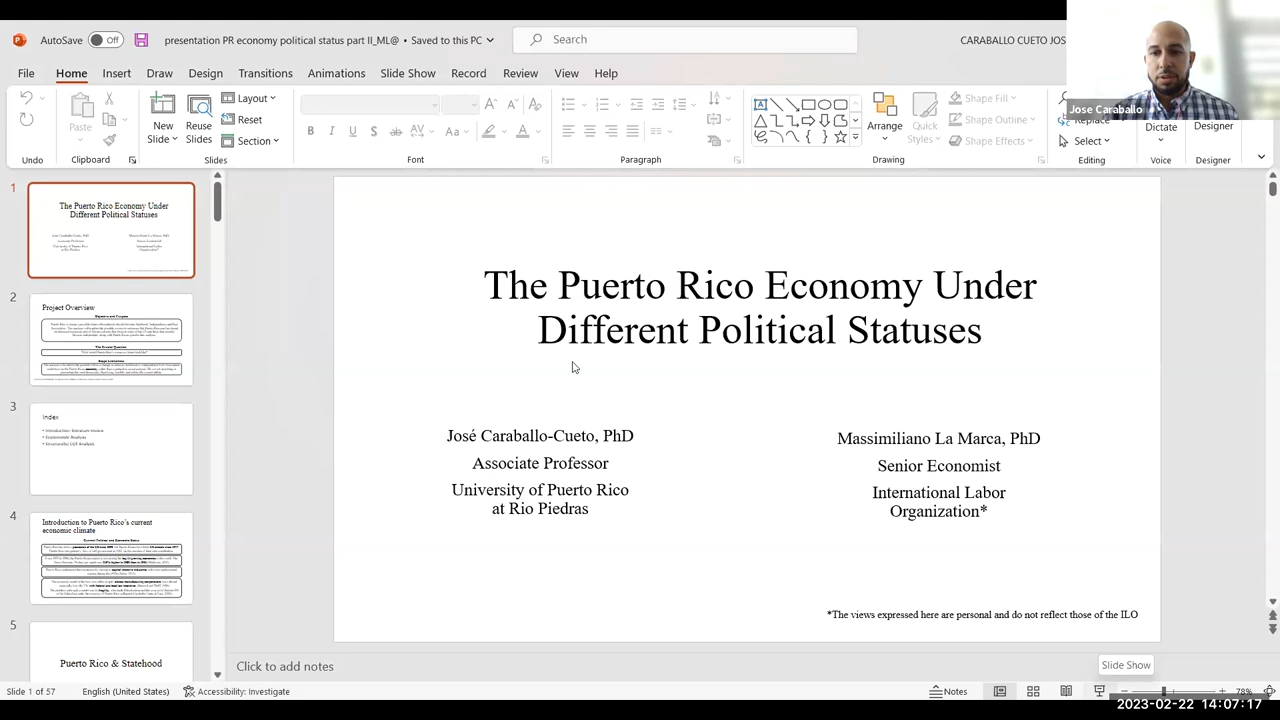 AutoSave Off presentation PR economy political status part II_ML@ • Saved to this PC Search CARABALLO CUETO JOS
File Home Insert Draw Design Transitions Animations Slide Show Record Review View Help
Jose Caraballo
Paste
New Slide
Reuse Slides
Layout
Reset
Section
B I U S ab AV Aa A
Arrange
Quick Styles
Shape Fill
Shape Outline
Shape Effects
Replace
Select
Dictate
Designer
Undo Clipboard Slides Font Paragraph Drawing Editing Voice Designer
1
The Puerto Rico Economy Under
Different Political Statuses
2
Project Overview
3
Index
4
Introduction to Puerto Rico's current
economic climate
5
Puerto Rico & Statehood
The Puerto Rico Economy Under
Different Political Statuses
José Caraballo-Cueto, PhD
Associate Professor
University of Puerto Rico
at Rio Piedras
Massimiliano La Marca, PhD
Senior Economist
International Labor
Organization*
*The views expressed here are personal and do not reflect those of the ILO
Click to add notes
Slide Show
Slide 1 of 57 English (United States) Accessibility: Investigate Notes 78%
2023-02-22 14:07:17